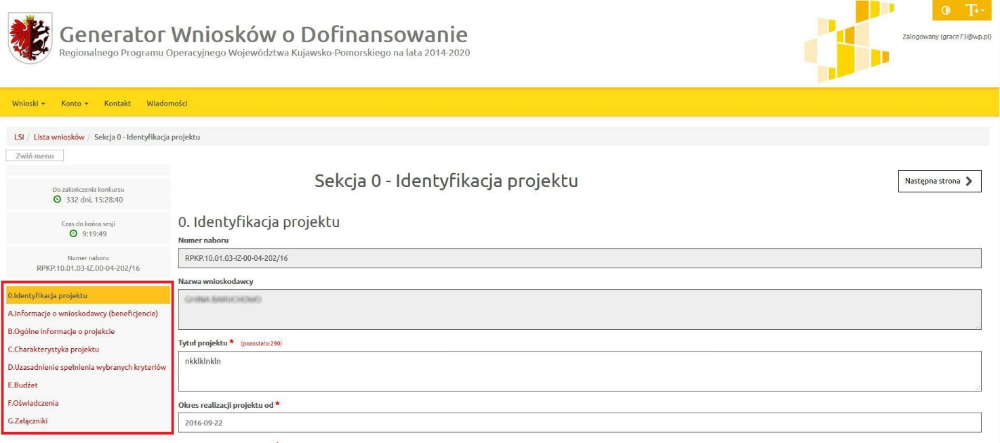 Generator Wniosków o Dofinansowanie
Regionalnego Programu Operacyjnego Województwa Kujawsko-Pomorskiego na lata 2014-2020
T+
Zalogowany (grace73@wp.pl)
Wnioski Konto Kontakt Wiadomości
LSI / Lista wniosków / Sekcja 0 - Identyfikacja projektu
Zwiń menu
Do zakończenia konkursu
332 dni, 15:28:40
Czas do końca sesji
9:19:49
Numer naboru
RPKP.10.01.03-IZ.00-04-202/16
0.Identyfikacja projektu
A.Informacje o wnioskodawcy (beneficjencie)
B.Ogólne informacje o projekcie
C.Charakterystyka projektu
D.Uzasadnienie spełnienia wybranych kryteriów
E.Budżet
F.Oświadczenia
G.Załączniki
Sekcja 0 - Identyfikacja projektu
Następna strona
0. Identyfikacja projektu
Numer naboru
RPKP.10.01.03-IZ-00-04-202/16
Nazwa wnioskodawcy
Tytuł projektu * (pozostało:290)
nkklklnkln
Okres realizacji projektu od *
2016-09-22